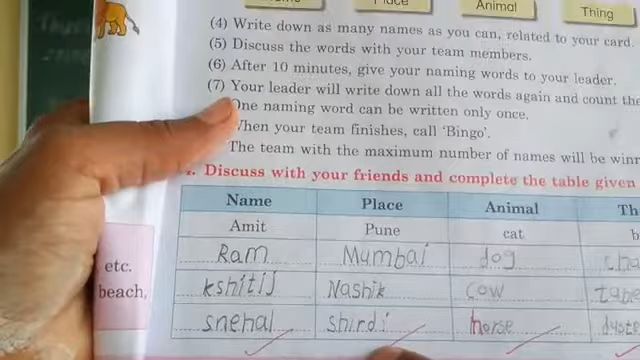 Place
Animal
Thing
(4) Write down as many names as you can, related to your card.
(5) Discuss the words with your team members.
(6) After 10 minutes, give your naming words to your leader.
(7) Your leader will write down all the words again and count the
One naming word can be written only once.
When your team finishes, call 'Bingo'.
The team with the maximum number of names will be
Discuss with your friends and complete the table given
Name Place Animal
Amit Pune cat
Ram Mumbai dog
etc.
kshitij Nashik cow
beach,
snehal shirdi horse